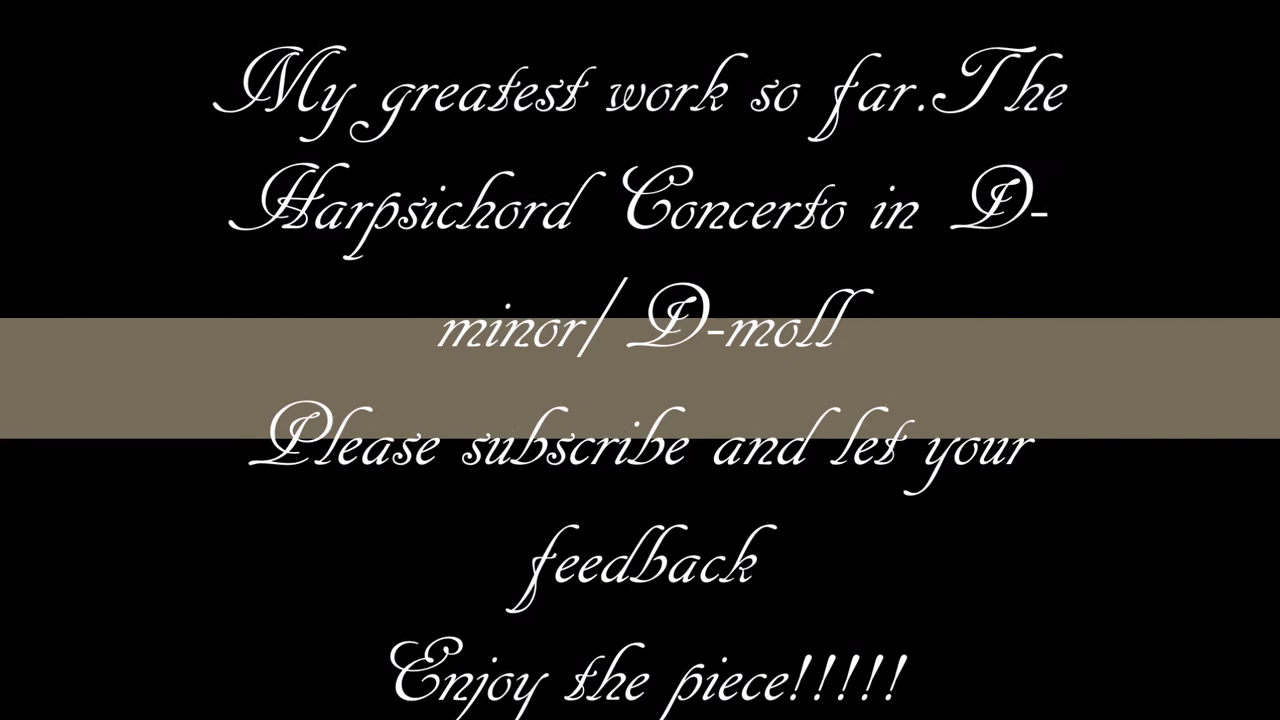 My greatest work so far.The
Harpsichord Concerto in D-
minor/ D-moll
Please subscribe and let your
feedback
Enjoy the piece!!!!!